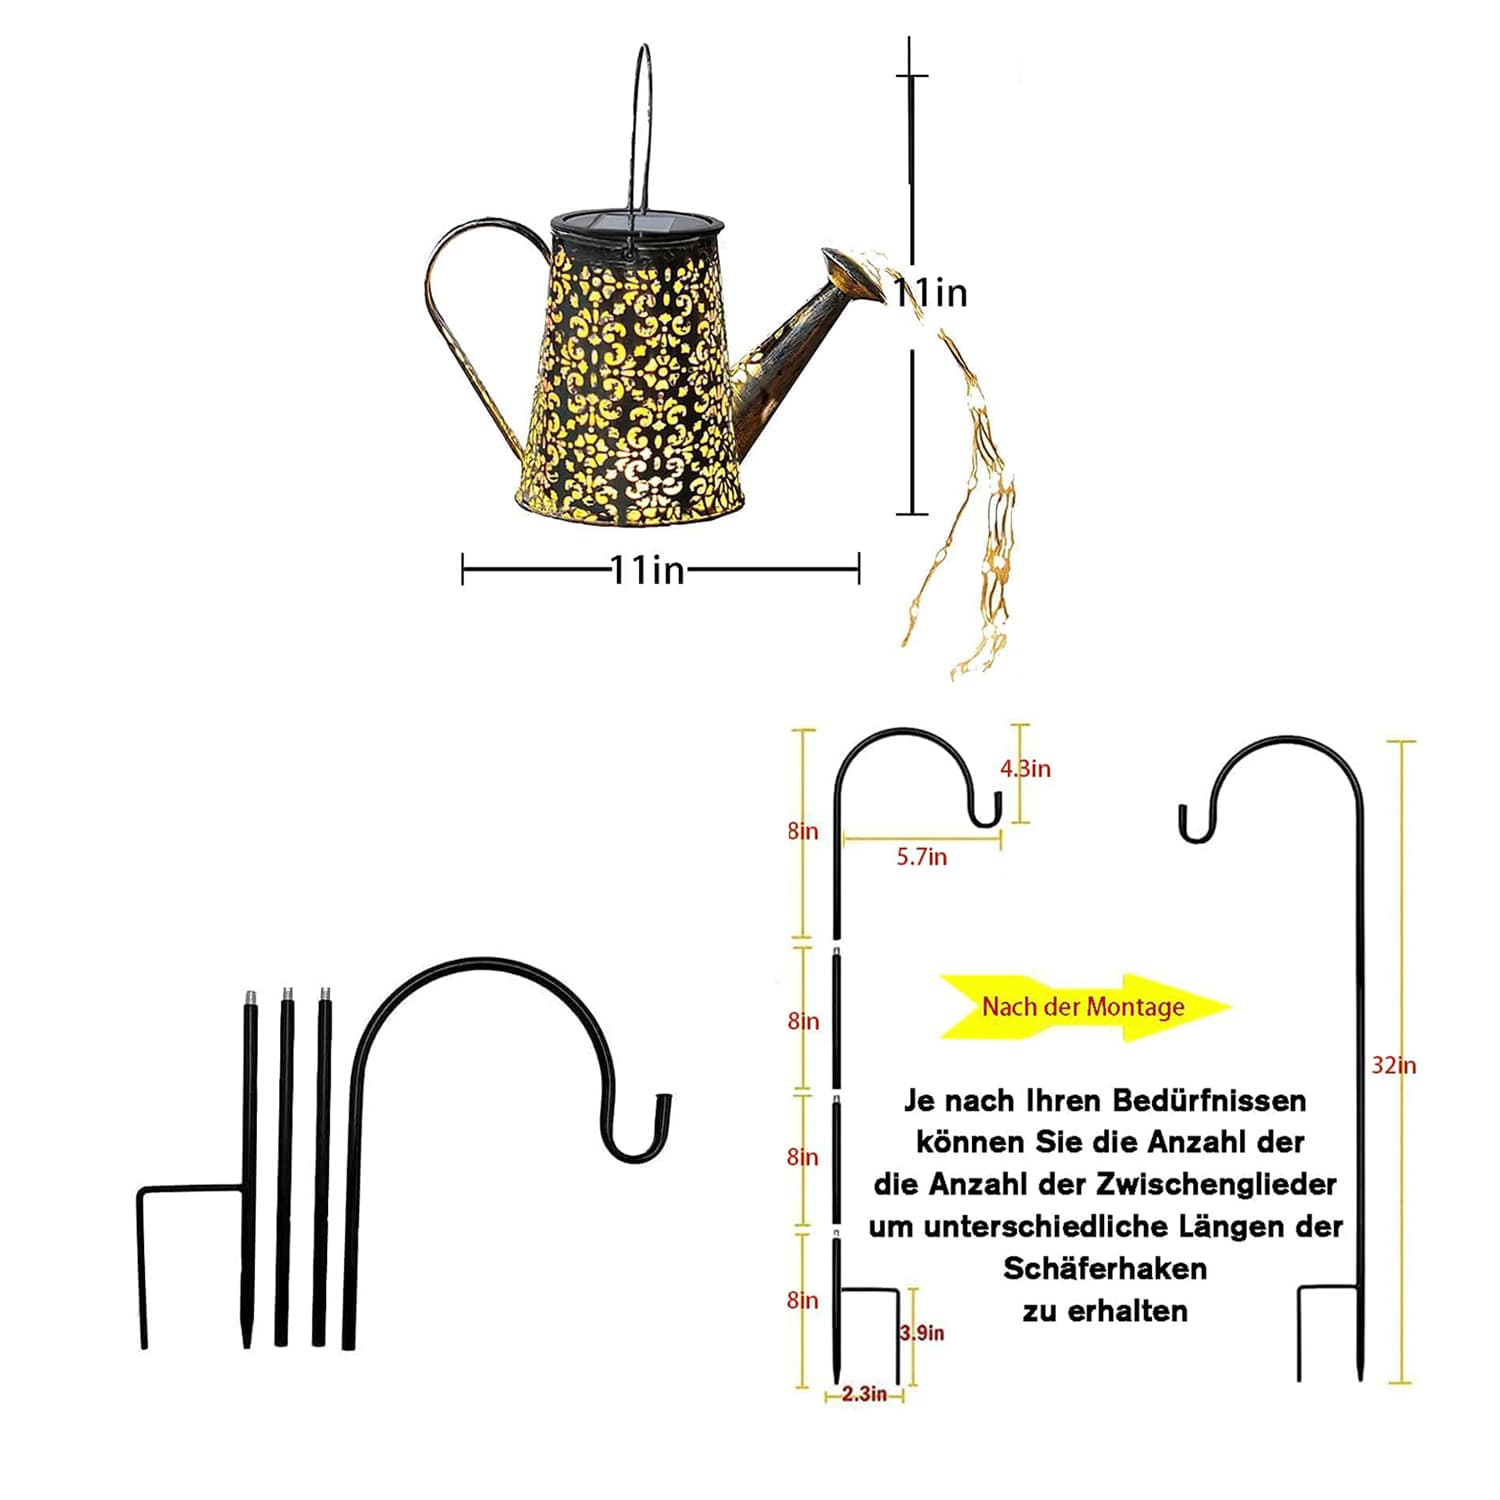 11in
11in
4.3in
8in
5.7in
8in
Nach der Montage
32in
Je nach Ihren Bedürfnissen
können Sie die Anzahl der
die Anzahl der Zwischenglieder
um unterschiedliche Längen der
Schäferhaken
zu erhalten
8in
8in
3.9in
2.3in